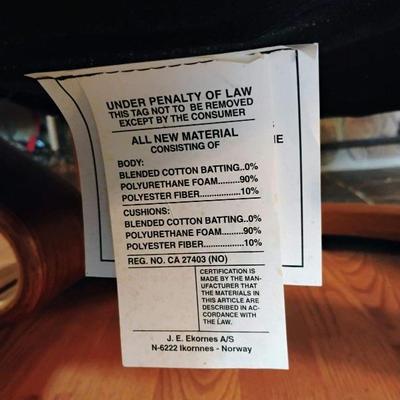 UNDER PENALTY OF LAW
THIS TAG NOT TO BE REMOVED
EXCEPT BY THE CONSUMER
ALL NEW MATERIAL
CONSISTING OF
BODY:
BLENDED COTTON BATTING..0%
POLYURETHANE FOAM.........90%
POLYESTER FIBER................10%
CUSHIONS:
BLENDED COTTON BATTING..0%
POLYURETHANE FOAM.........90%
POLYESTER FIBER................10%
REG. NO. CA 27403 (NO)
CERTIFICATION IS
MADE BY THE MAN-
UFACTURER THAT
THE MATERIALS IN
THIS ARTICLE ARE
DESCRIBED IN AC-
CORDANCE WITH
THE LAW.
J. E. Ekornes A/S
N-6222 Ikornnes - Norway